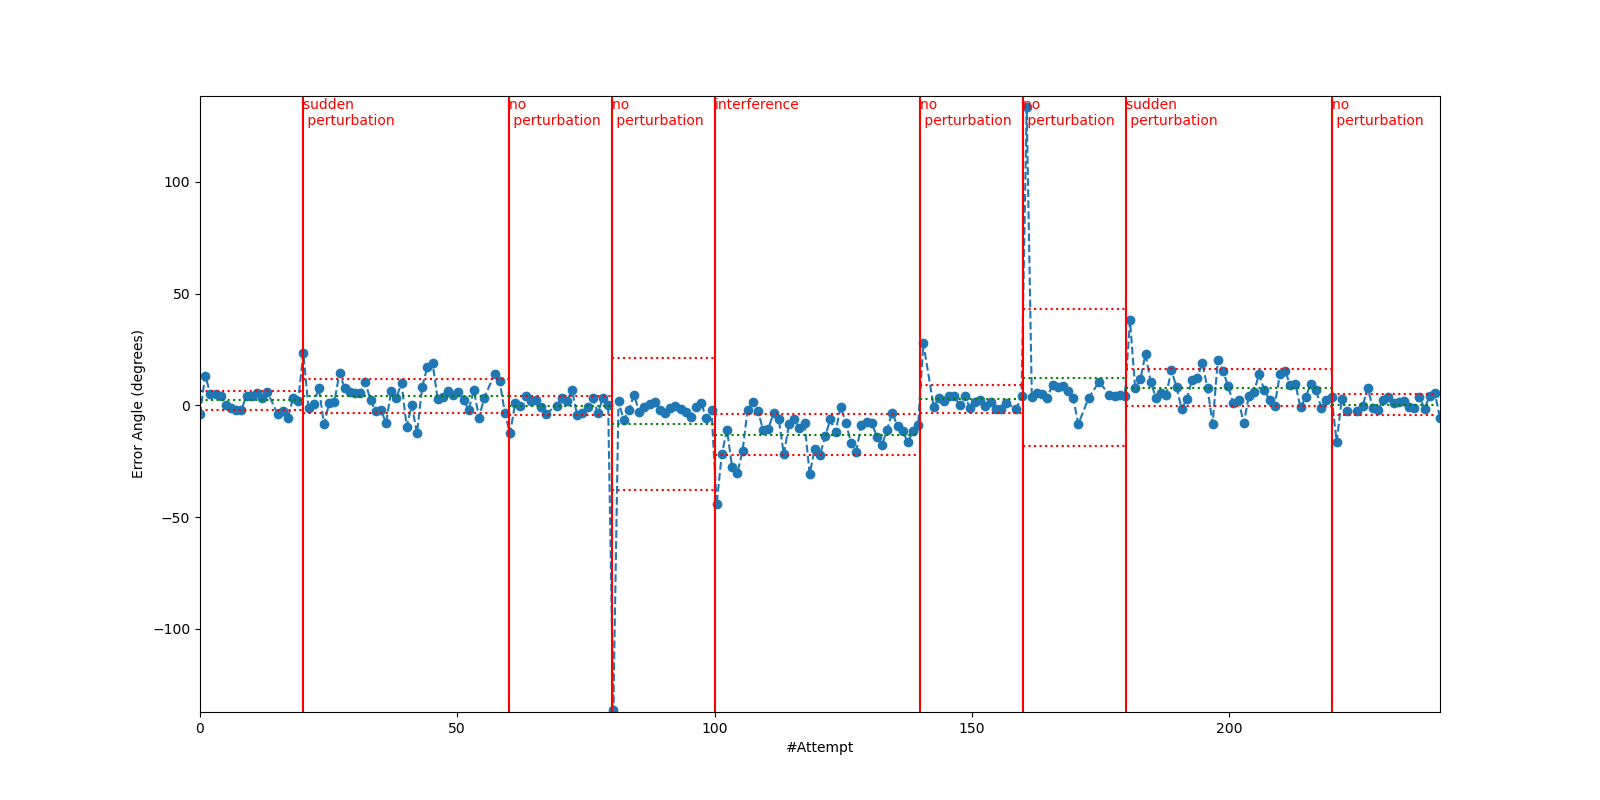 sudden
perturbation
no
perturbation
no
perturbation
interference
no
perturbation
no
perturbation
sudden
perturbation
no
perturbation
100
50
0
−50
−100
Error Angle (degrees)
0
50
100
150
200
#Attempt